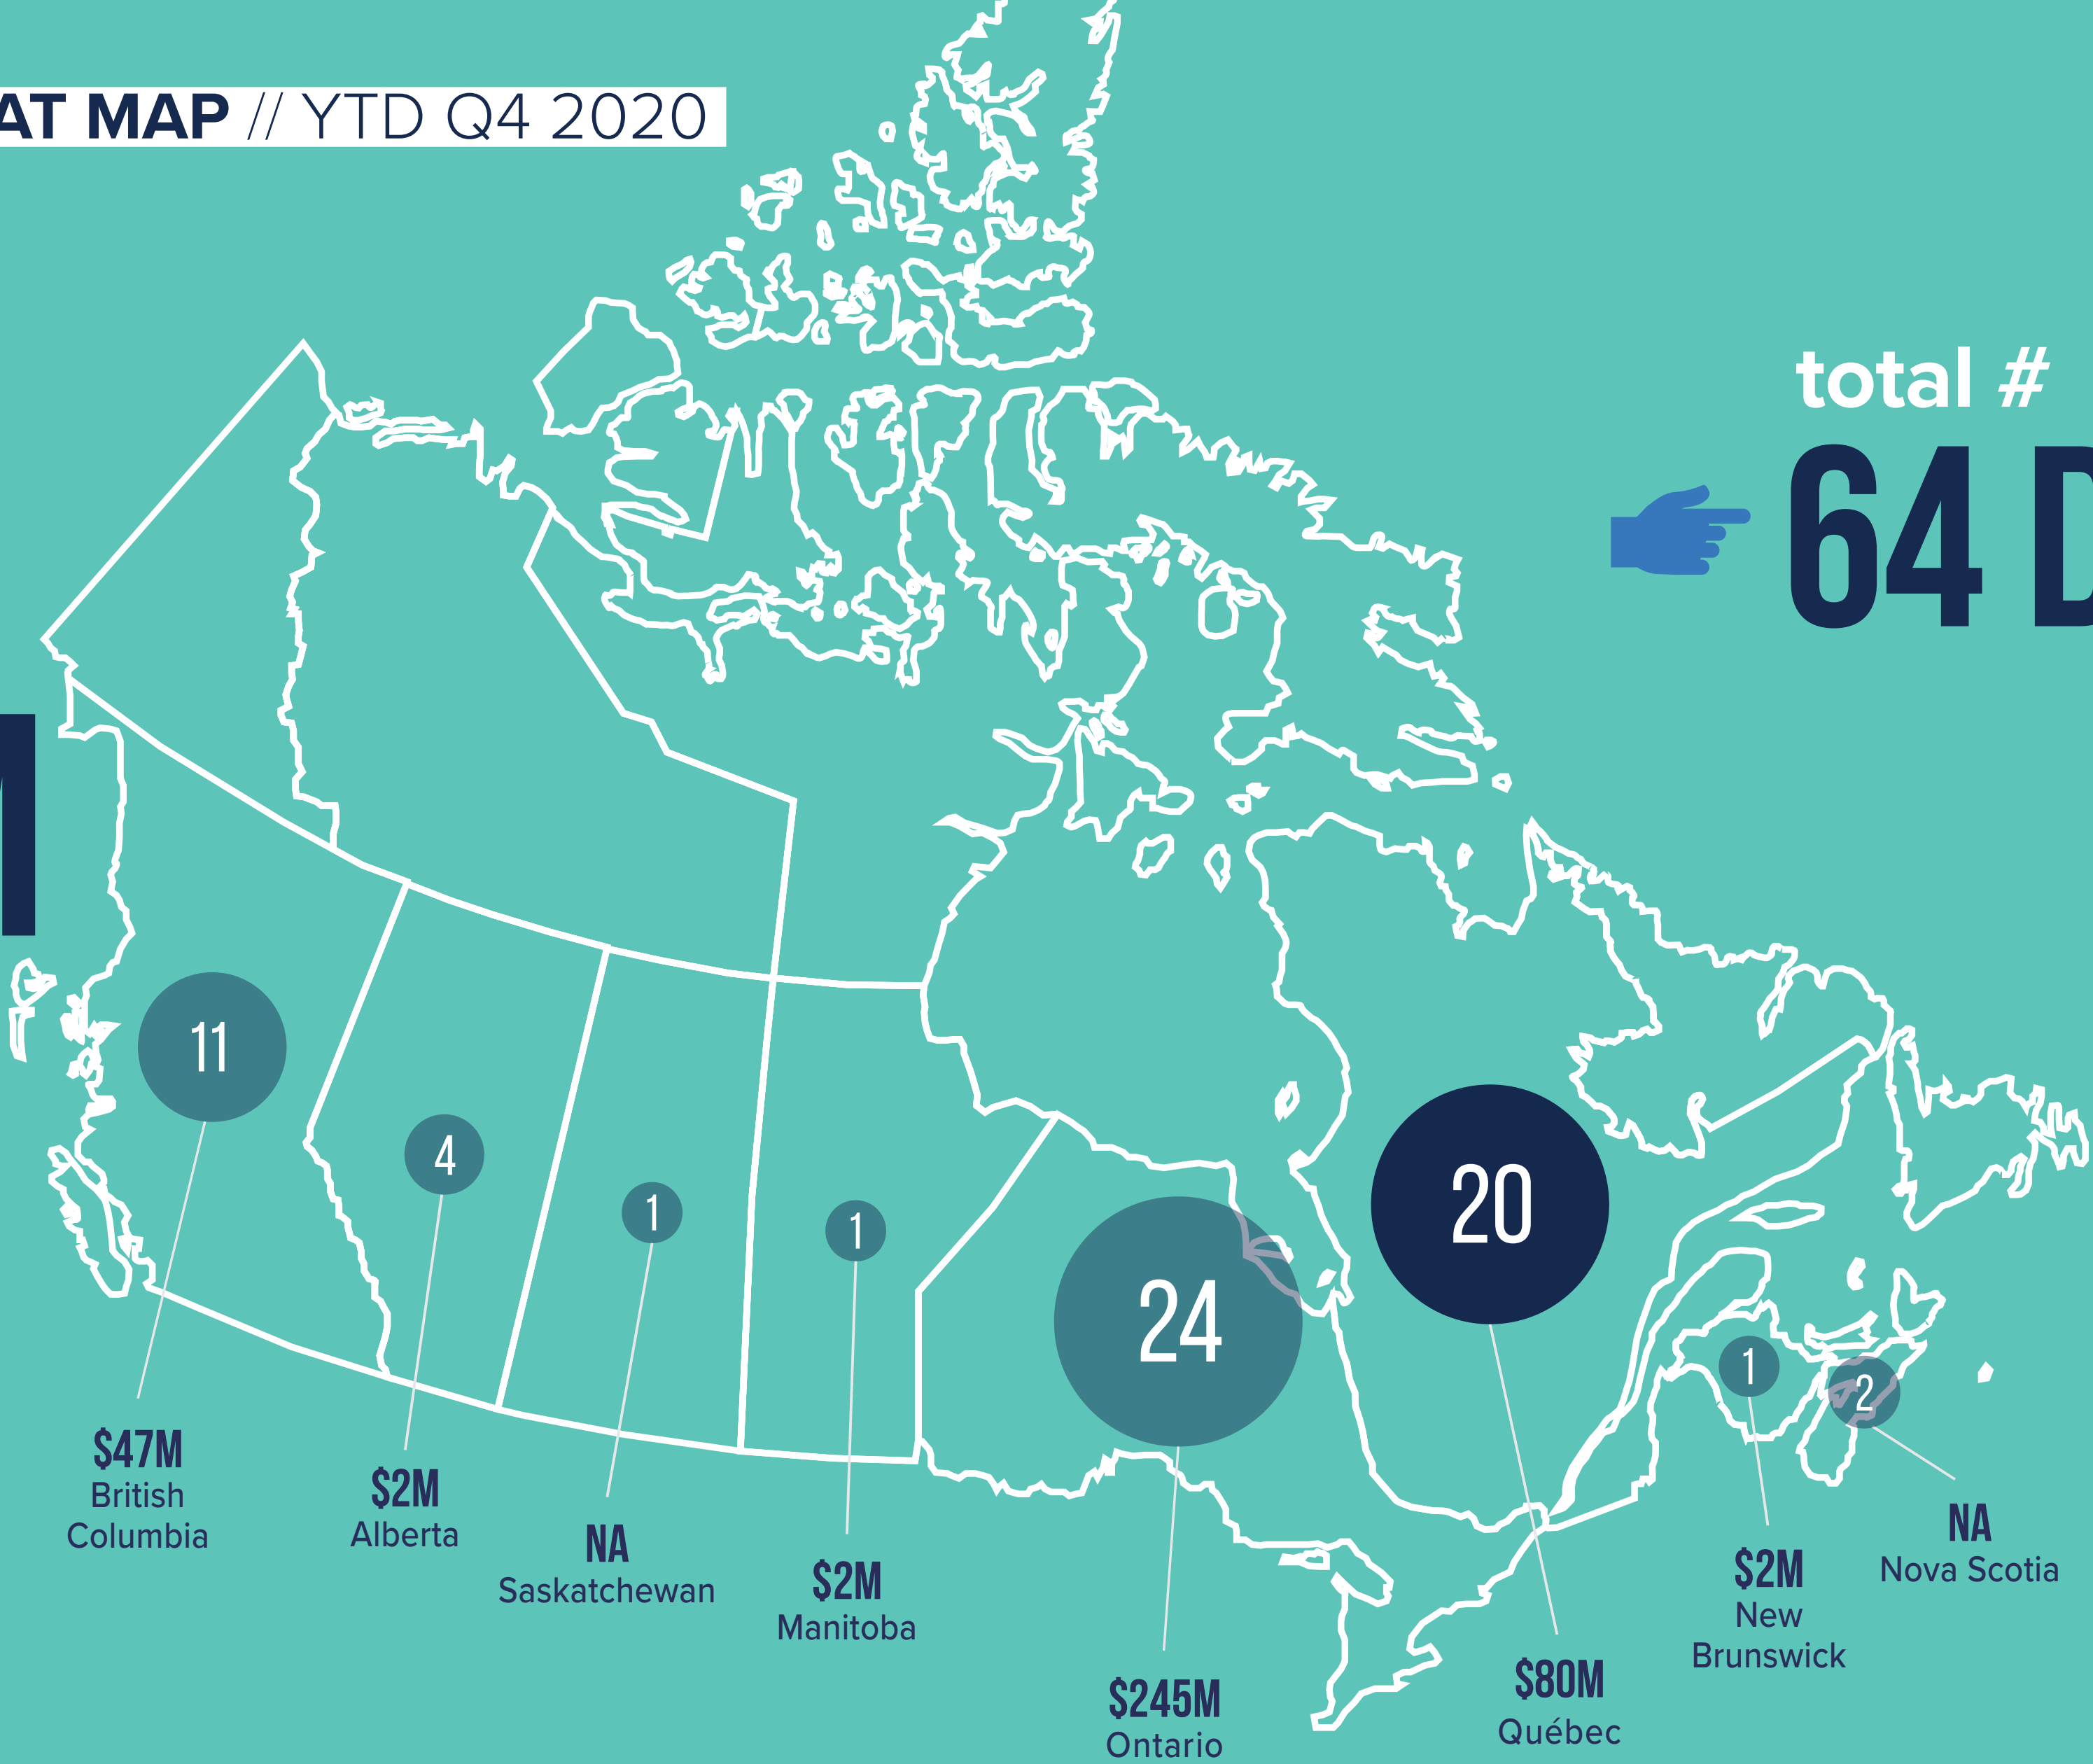 AT MAP // YTD Q4 2020
total #
64 D
11
4
1
1
24
20
1
2
$47M
British
Columbia
$2M
Alberta
NA
Saskatchewan
$2M
Manitoba
$245M
Ontario
$80M
Québec
$2M
New
Brunswick
NA
Nova Scotia